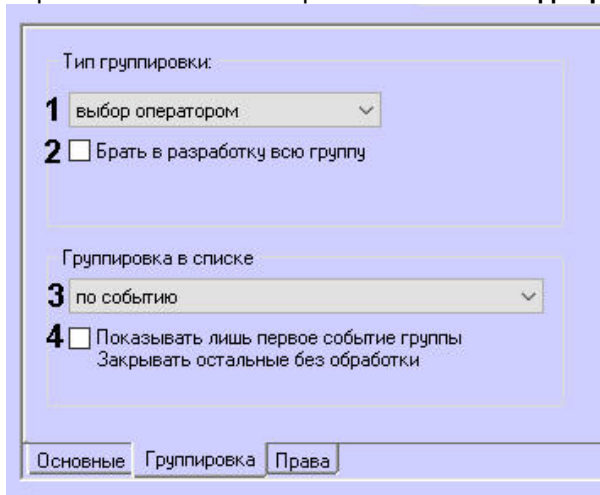 Тип группировки:
1 выбор оператором
2 Брать в разработку всю группу
Группировка в списке
3 по событию
4 Показывать лишь первое событие группы
Закрывать остальные без обработки
Основные Группировка Права